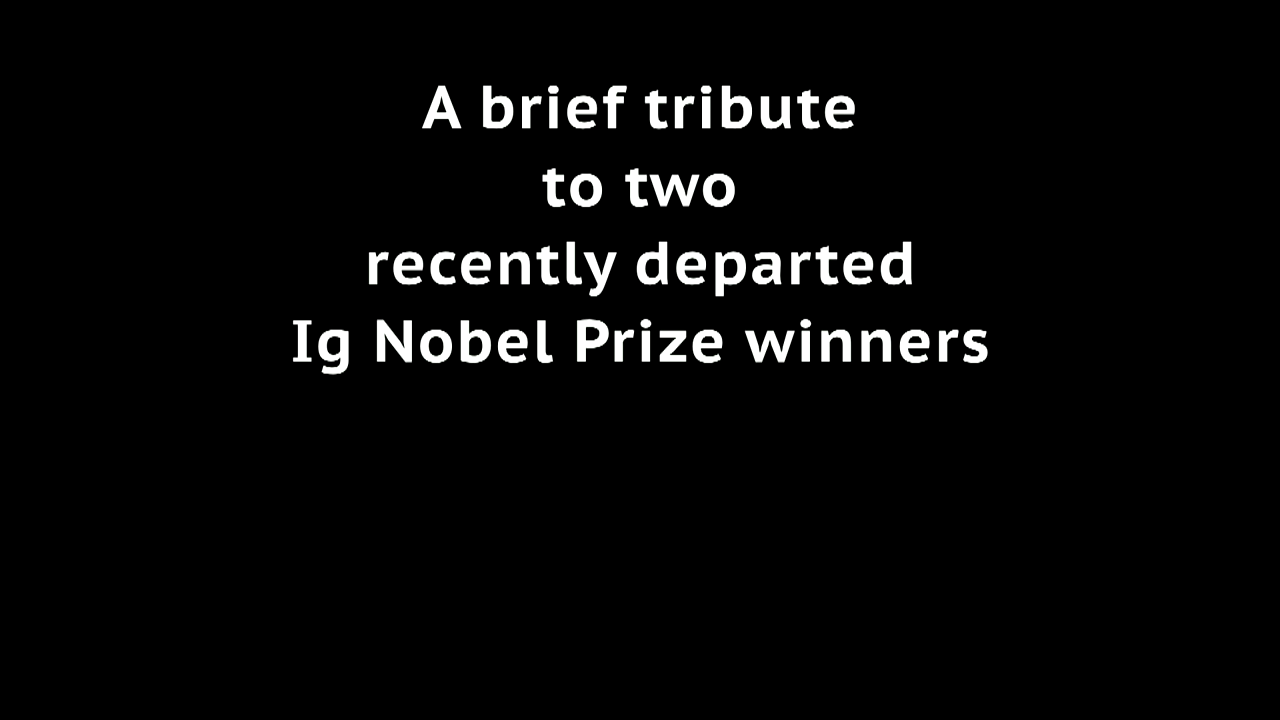 A brief tribute
to two
recently departed
Ig Nobel Prize winners